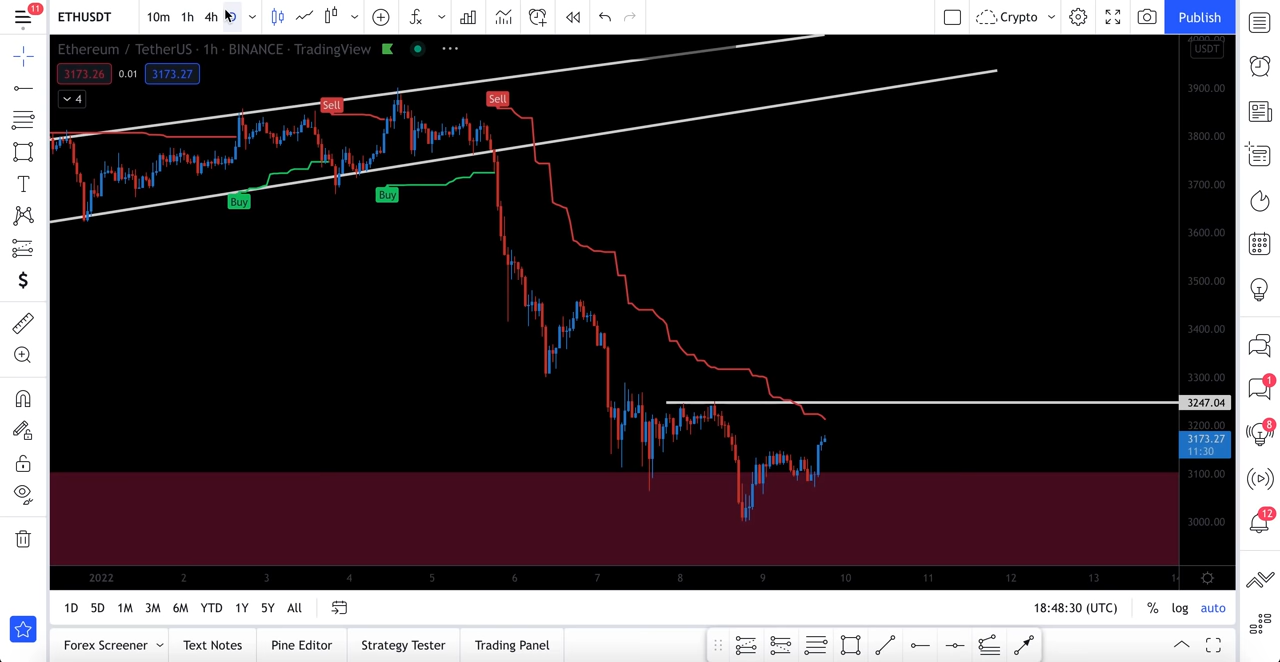 11
ETHUSDT
10m 1h 4h
Crypto
Publish
Ethereum / TetherUS · 1h · BINANCE · TradingView
3173.26 0.01 3173.27
4
USDT
3900.00
3800.00
3700.00
3600.00
3500.00
3400.00
3300.00
3247.04
3200.00
3173.27
11:30
3100.00
3000.00
Sell
Sell
Buy
Buy
2022 2 3 4 5 6 7 8 9 10 11 12 13
1D 5D 1M 3M 6M YTD 1Y 5Y All
18:48:30 (UTC) % log auto
Forex Screener Text Notes Pine Editor Strategy Tester Trading Panel
1
8
12